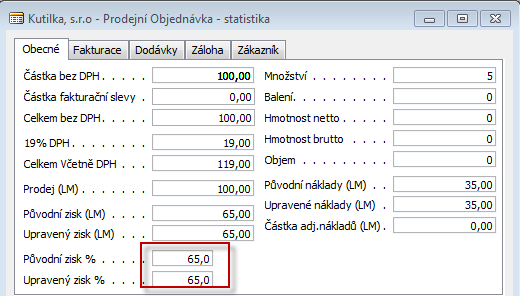 Kutilka, s.r.o - Prodejní Objednávka - statistika
Obecné Fakturace Dodávky Záloha Zákazník
Částka bez DPH . . . . . 100,00
Částka fakturační slevy . 0,00
Celkem bez DPH . . . . . 100,00
19% DPH . . . . . . 19,00
Celkem Včetně DPH . . . 119,00
Prodej (LM) . . . . . . . 100,00
Původní zisk (LM) . . . . 65,00
Upravený zisk (LM) . . . 65,00
Původní zisk % . . . . . 65,0
Upravený zisk % . . . . 65,0
Množství . . . . . . . . 5
Balení. . . . . . . . . . 0
Hmotnost netto . . . . . 0
Hmotnost brutto . . . . 0
Objem . . . . . . . . . 0
Původní náklady (LM) . . 35,00
Upravené náklady (LM) . 35,00
Částka adj.nákladů (LM) . 0,00